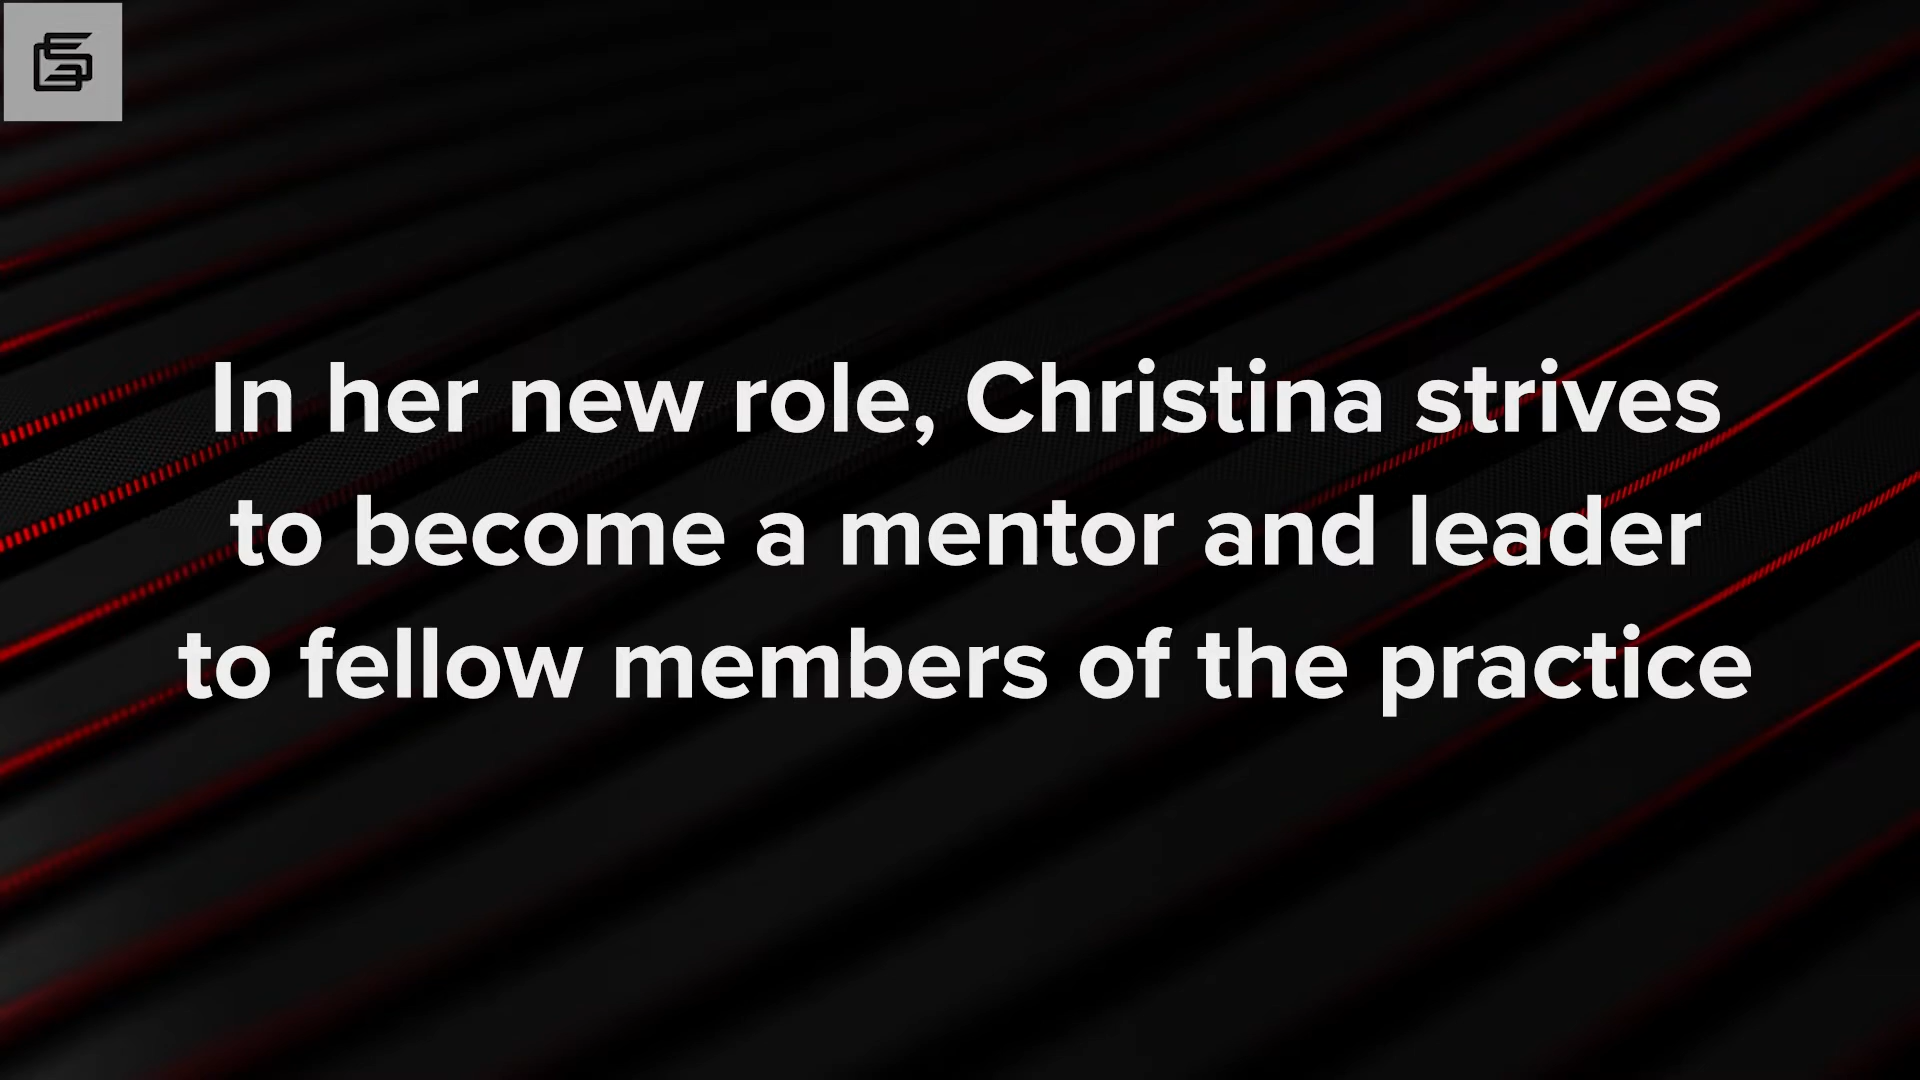 In her new role, Christina strives
to become a mentor and leader
to fellow members of the practice